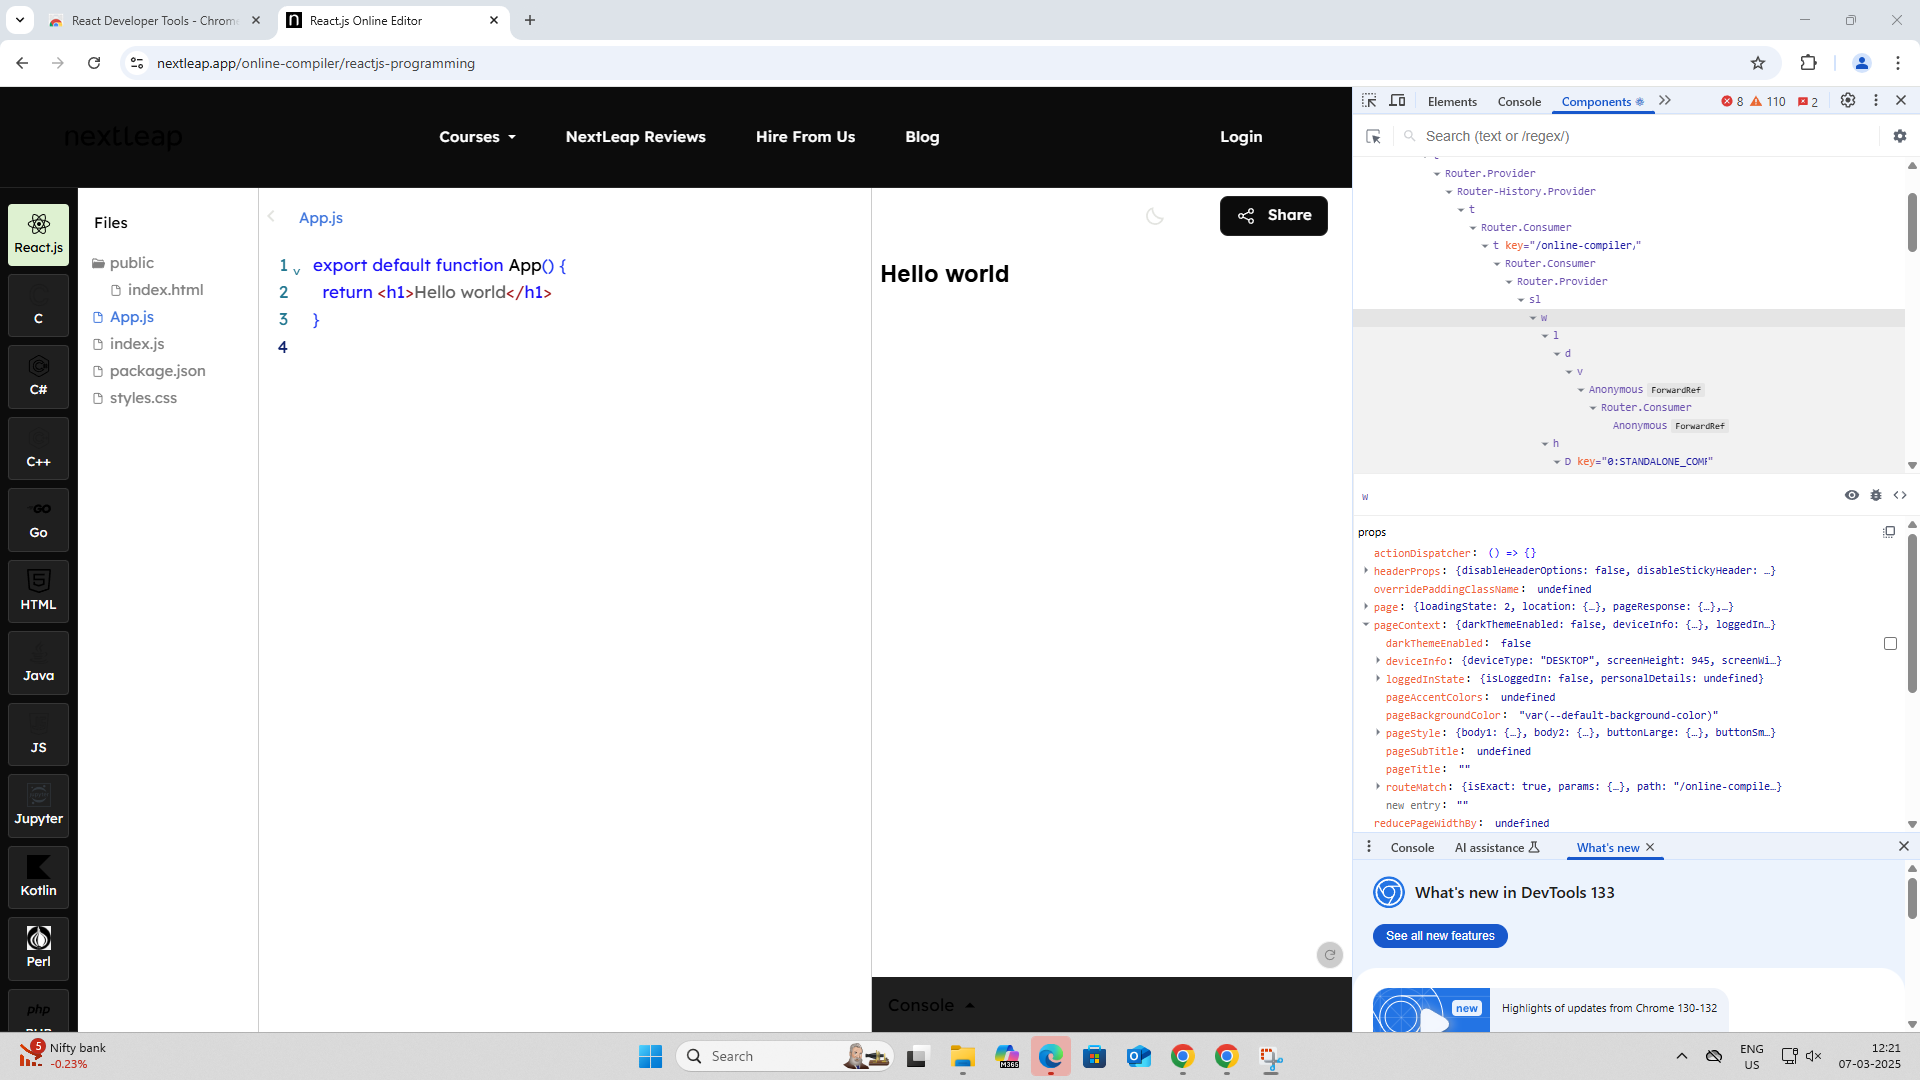 React Developer Tools - Chrome
React.js Online Editor
nextleap.app/online-compiler/reactjs-programming
nextleap
Courses
NextLeap Reviews
Hire From Us
Blog
Login
React.js
C
C#
C++
GO
Go
HTML
Java
JS
Jupyter
Kotlin
Perl
php
Files
public
index.html
App.js
index.js
package.json
styles.css
App.js
1 export default function App() {
2 return <h1>Hello world</h1>
3 }
4
Share
Hello world
Console
Elements
Console
Components
8
110
2
Search (text or /regex/)
Router.Provider
Router-History.Provider
t
Router.Consumer
t key="/online-compiler/"
Router.Consumer
Router.Provider
sl
w
l
d
v
Anonymous ForwardRef
Router.Consumer
Anonymous ForwardRef
h
D key="0:STANDALONE_COMP"
w
props
actionDispatcher: () => {}
headerProps: {disableHeaderOptions: false, disableStickyHeader: …}
overridePaddingClassName: undefined
page: {loadingState: 2, location: {…}, pageResponse: {…},…}
pageContext: {darkThemeEnabled: false, deviceInfo: {…}, loggedIn…}
darkThemeEnabled: false
deviceInfo: {deviceType: "DESKTOP", screenHeight: 945, screenWi…}
loggedInState: {isLoggedIn: false, personalDetails: undefined}
pageAccentColors: undefined
pageBackgroundColor: "var(--default-background-color)"
pageStyle: {body1: {…}, body2: {…}, buttonLarge: {…}, buttonSm…}
pageSubTitle: undefined
pageTitle: ""
routeMatch: {isExact: true, params: {…}, path: "/online-compile…}
new entry: ""
reducePageWidthBy: undefined
Console
AI assistance
What's new
What's new in DevTools 133
See all new features
new
Highlights of updates from Chrome 130-132
5
Nifty bank
-0.23%
Search
M365
ENG
US
12:21
07-03-2025